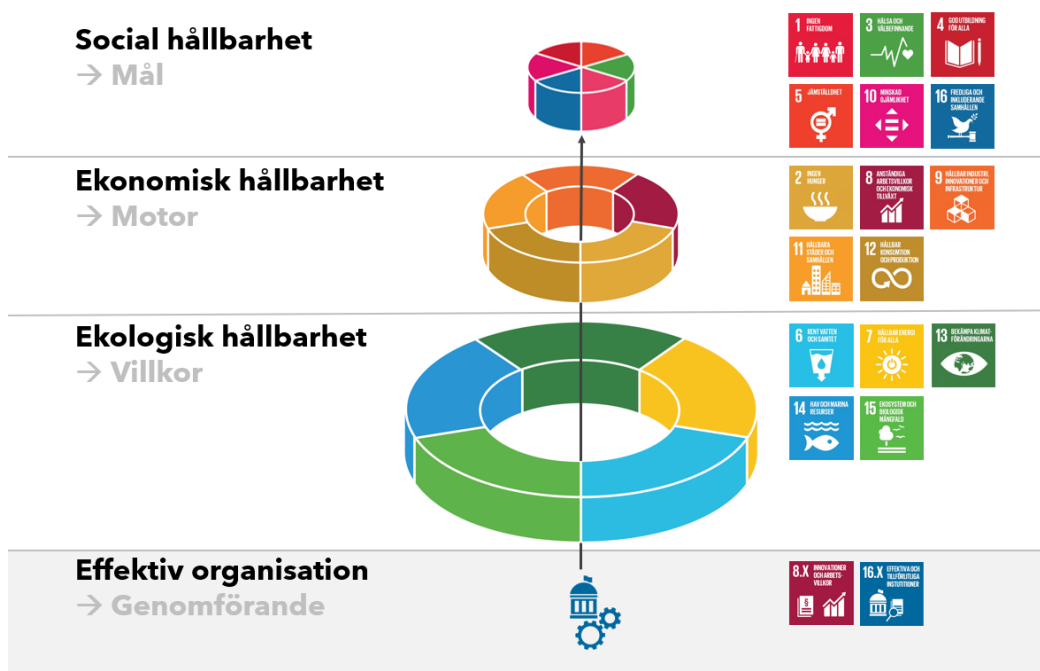 Social hållbarhet
→ Mål
1 INGEN
FATTIGDOM
3 HÄLSA OCH
VÄLBEFINNANDE
4 GOD UTBILDNING
FÖR ALLA
5 JÄMSTÄLLDHET
10 MINSKAD
OJÄMLIKHET
16 FREDLIGA OCH
INKLUDERANDE
SAMHÄLLEN
Ekonomisk hållbarhet
→ Motor
2 INGEN
HUNGER
8 ANSTÄNDIGA
ARBETSVILLKOR
OCH EKONOMISK
TILLVÄXT
9 HÅLLBAR INDUSTRI,
INNOVATIONER OCH
INFRASTRUKTUR
11 HÅLLBARA
STÄDER OCH
SAMHÄLLEN
12 HÅLLBAR
KONSUMTION
OCH PRODUKTION
Ekologisk hållbarhet
→ Villkor
6 RENT VATTEN
OCH SANITET
7 HÅLLBAR ENERGI
FÖR ALLA
13 BEKÄMPA KLIMAT-
FÖRÄNDRINGARNA
14 HAV OCH MARINA
RESURSER
15 EKOSYSTEM OCH
BIOLOGISK
MÅNGFALD
Effektiv organisation
→ Genomförande
8.X INNOVATIONER
OCH ARBETS-
VILLKOR
§
16.X EFFEKTIVA OCH
TILLFÖRLITLIGA
INSTITUTIONER